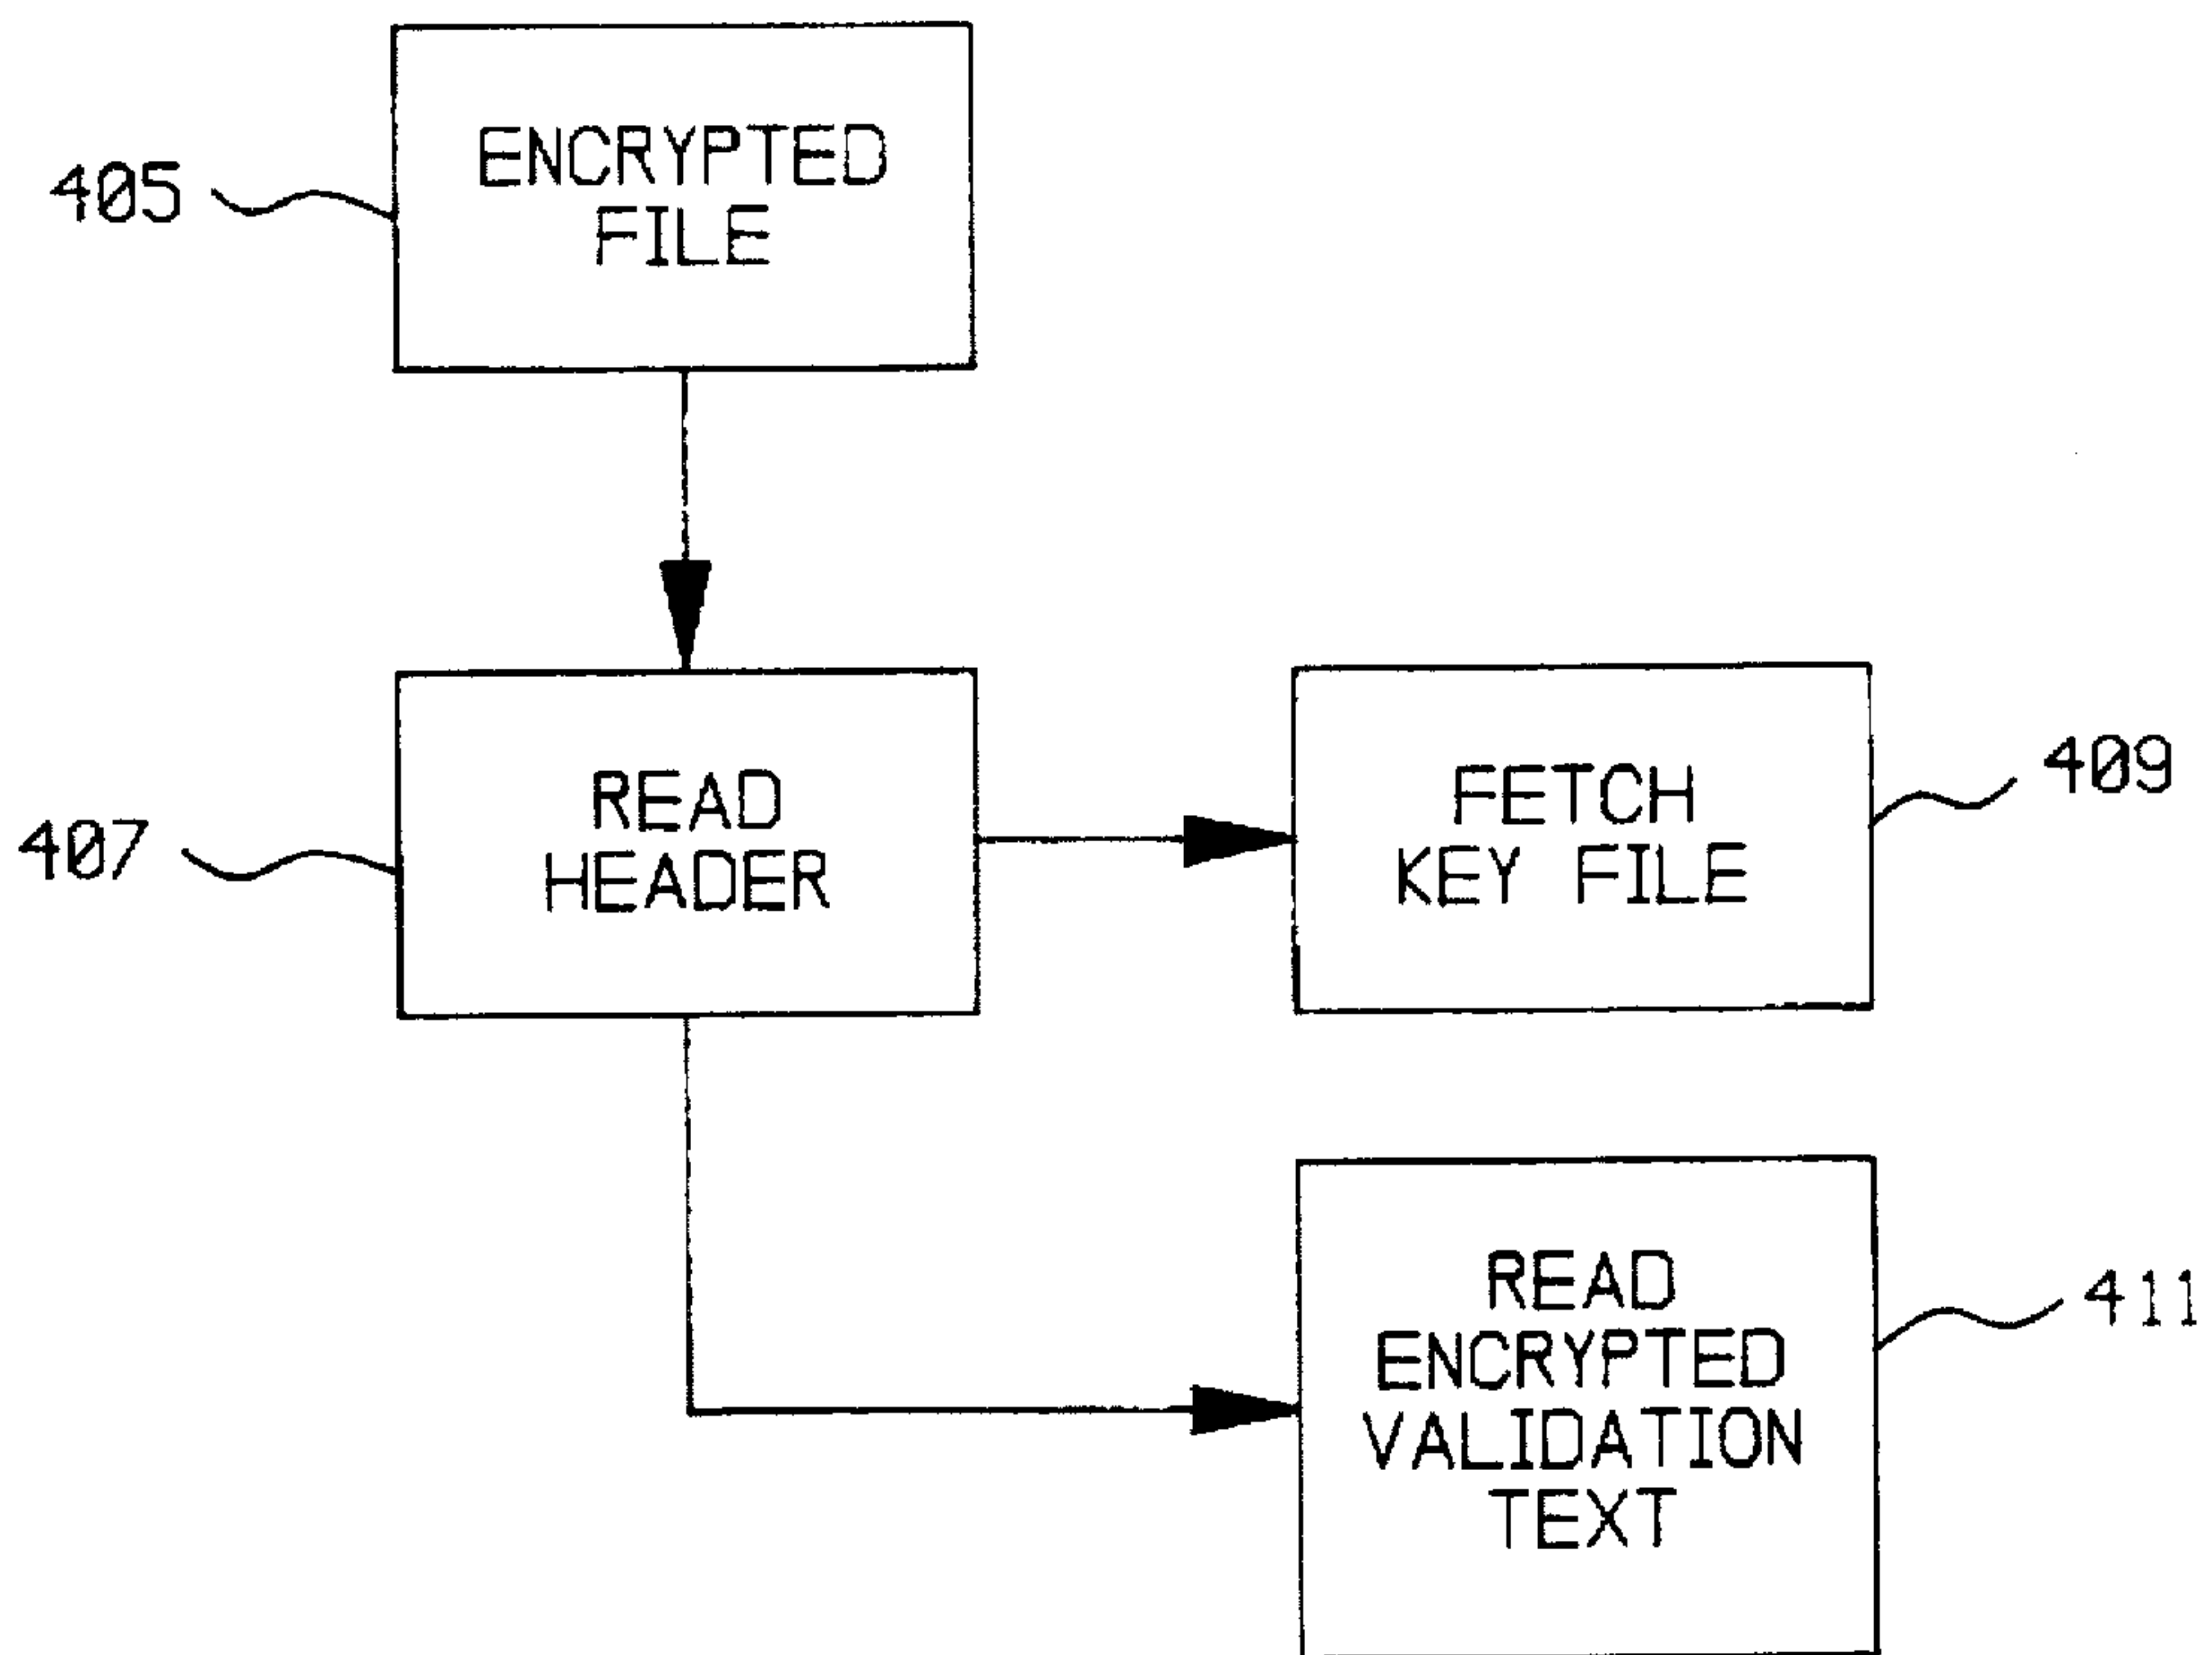 ENCRYPTED
FILE
405
READ
HEADER
407
FETCH
KEY FILE
409
READ
ENCRYPTED
VALIDATION
TEXT
411